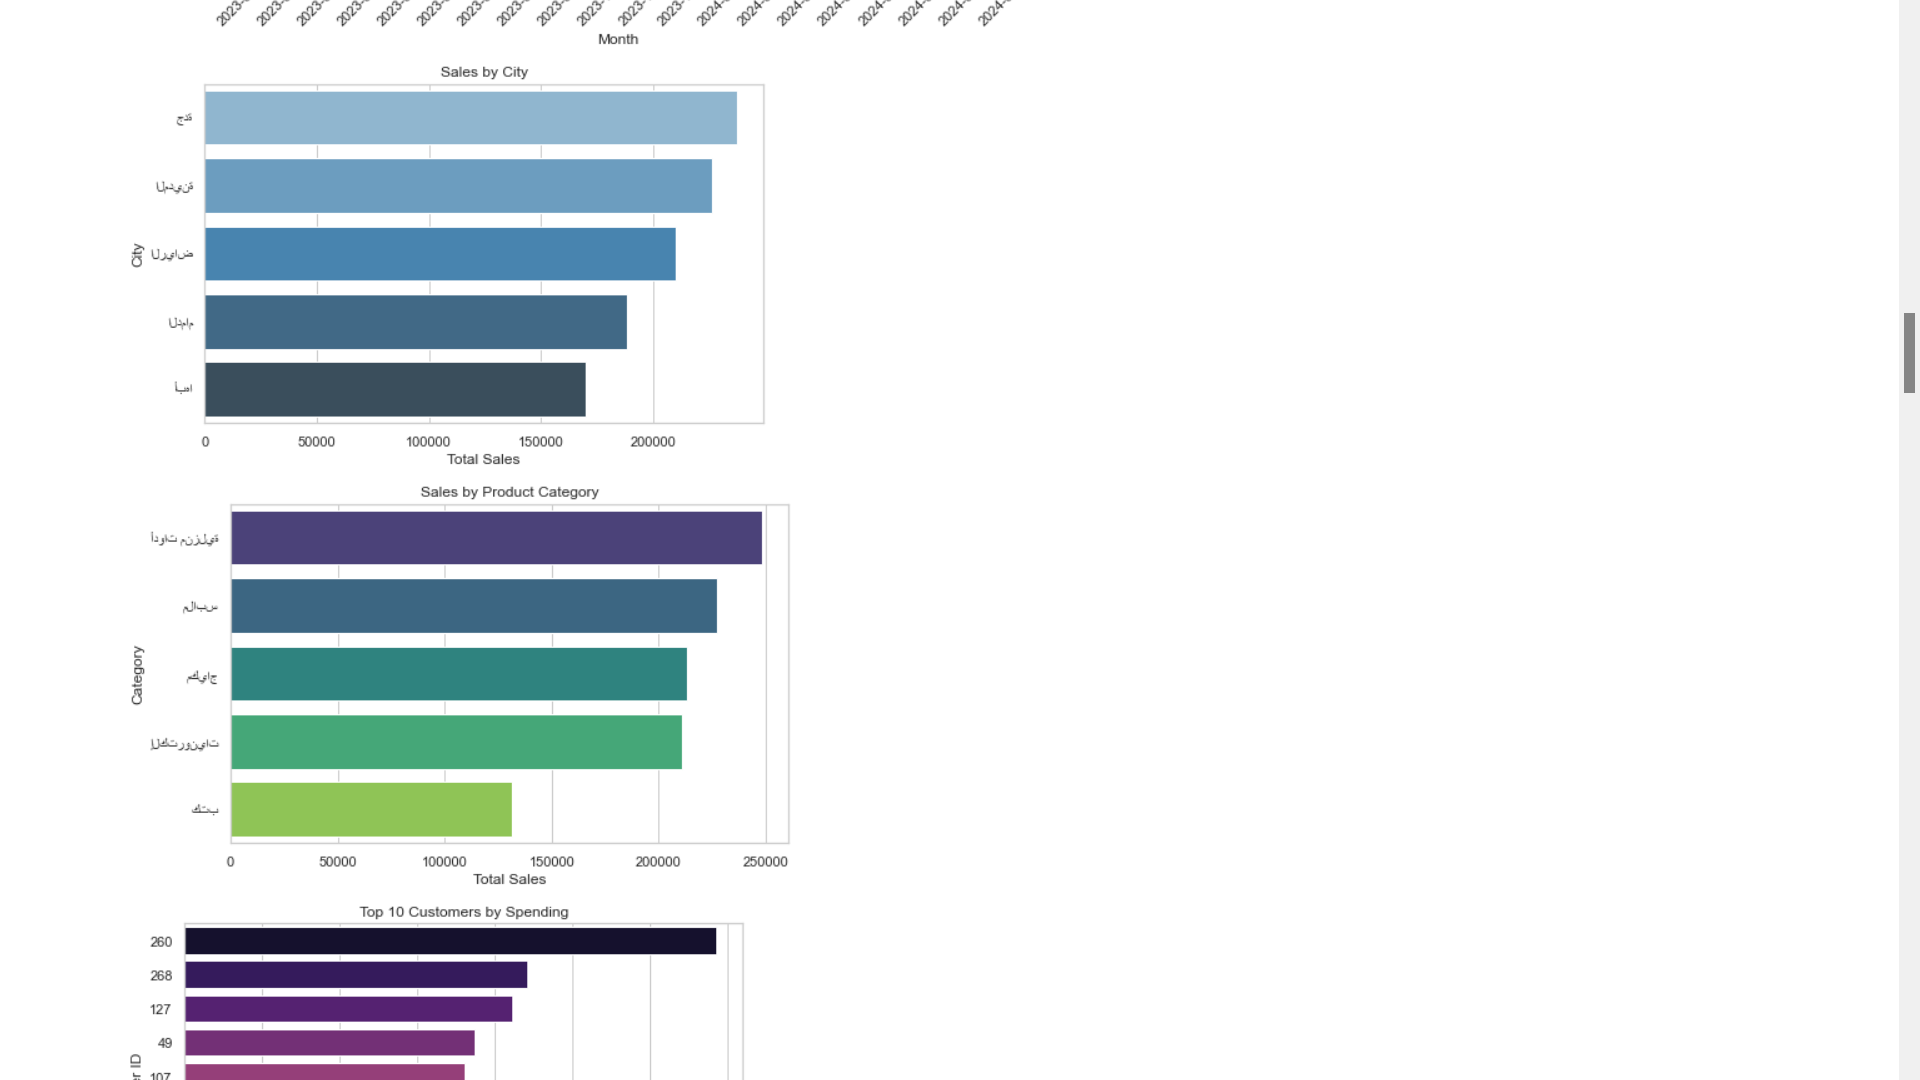 Month
Sales by City
جدة
المدينة
الرياض
الدمام
أبها
City
0 50000 100000 150000 200000
Total Sales
Sales by Product Category
أدوات منزلية
ملابس
مكياج
إلكترونيات
كتب
Category
0 50000 100000 150000 200000 250000
Total Sales
Top 10 Customers by Spending
260
268
127
49
107